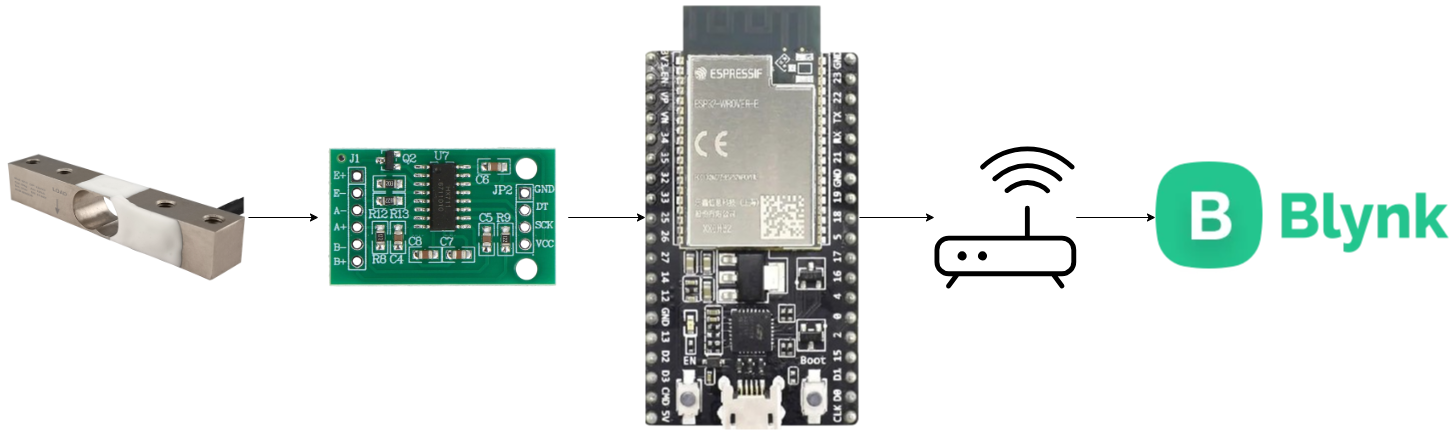 J1
Q2
U7
C6
JP2
E+
E-
A-
A+
B-
B+
GND
DT
SCK
VCC
R12
R13
C5
R9
R8
C4
C8
C7
ESPRESSIF
ESP32-WROVER-E
CE
3V3
EN
VP
VN
34
35
32
33
25
26
27
14
12
GND
13
D2
D3
CMD
5V
GND
23
22
TX
RX
21
GND
19
18
5
17
16
4
0
2
15
D1
D0
CLK
EN
Boot
B
Blynk